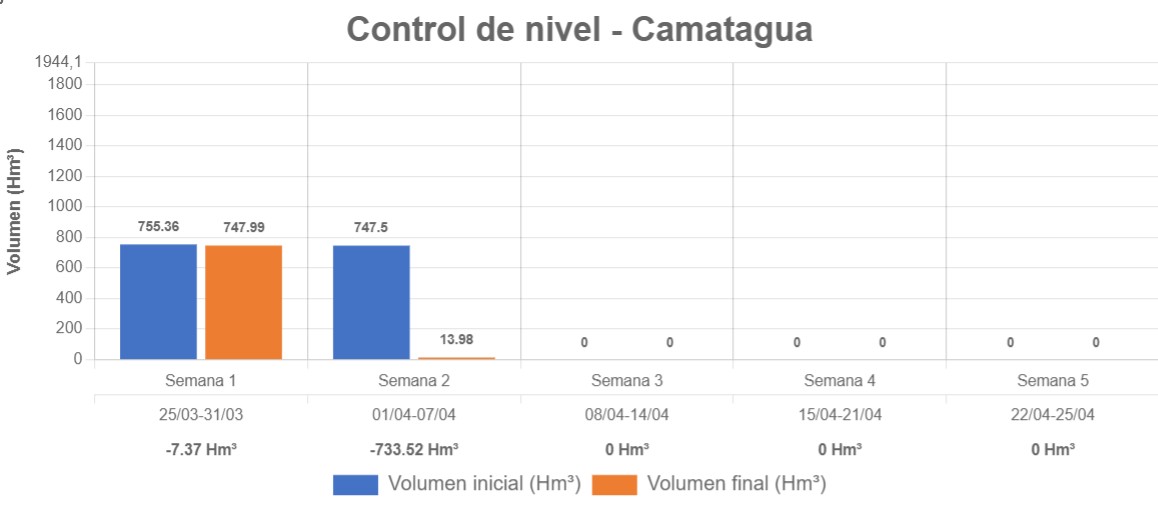 Control de nivel - Camatagua
Volumen (Hm³)
1944,1
1800
1600
1400
1200
1000
800
600
400
200
0
755.36 747.99 747.5 13.98 0 0 0 0 0 0
Semana 1 Semana 2 Semana 3 Semana 4 Semana 5
25/03-31/03 01/04-07/04 08/04-14/04 15/04-21/04 22/04-25/04
-7.37 Hm³ -733.52 Hm³ 0 Hm³ 0 Hm³ 0 Hm³
Volumen inicial (Hm³) Volumen final (Hm³)